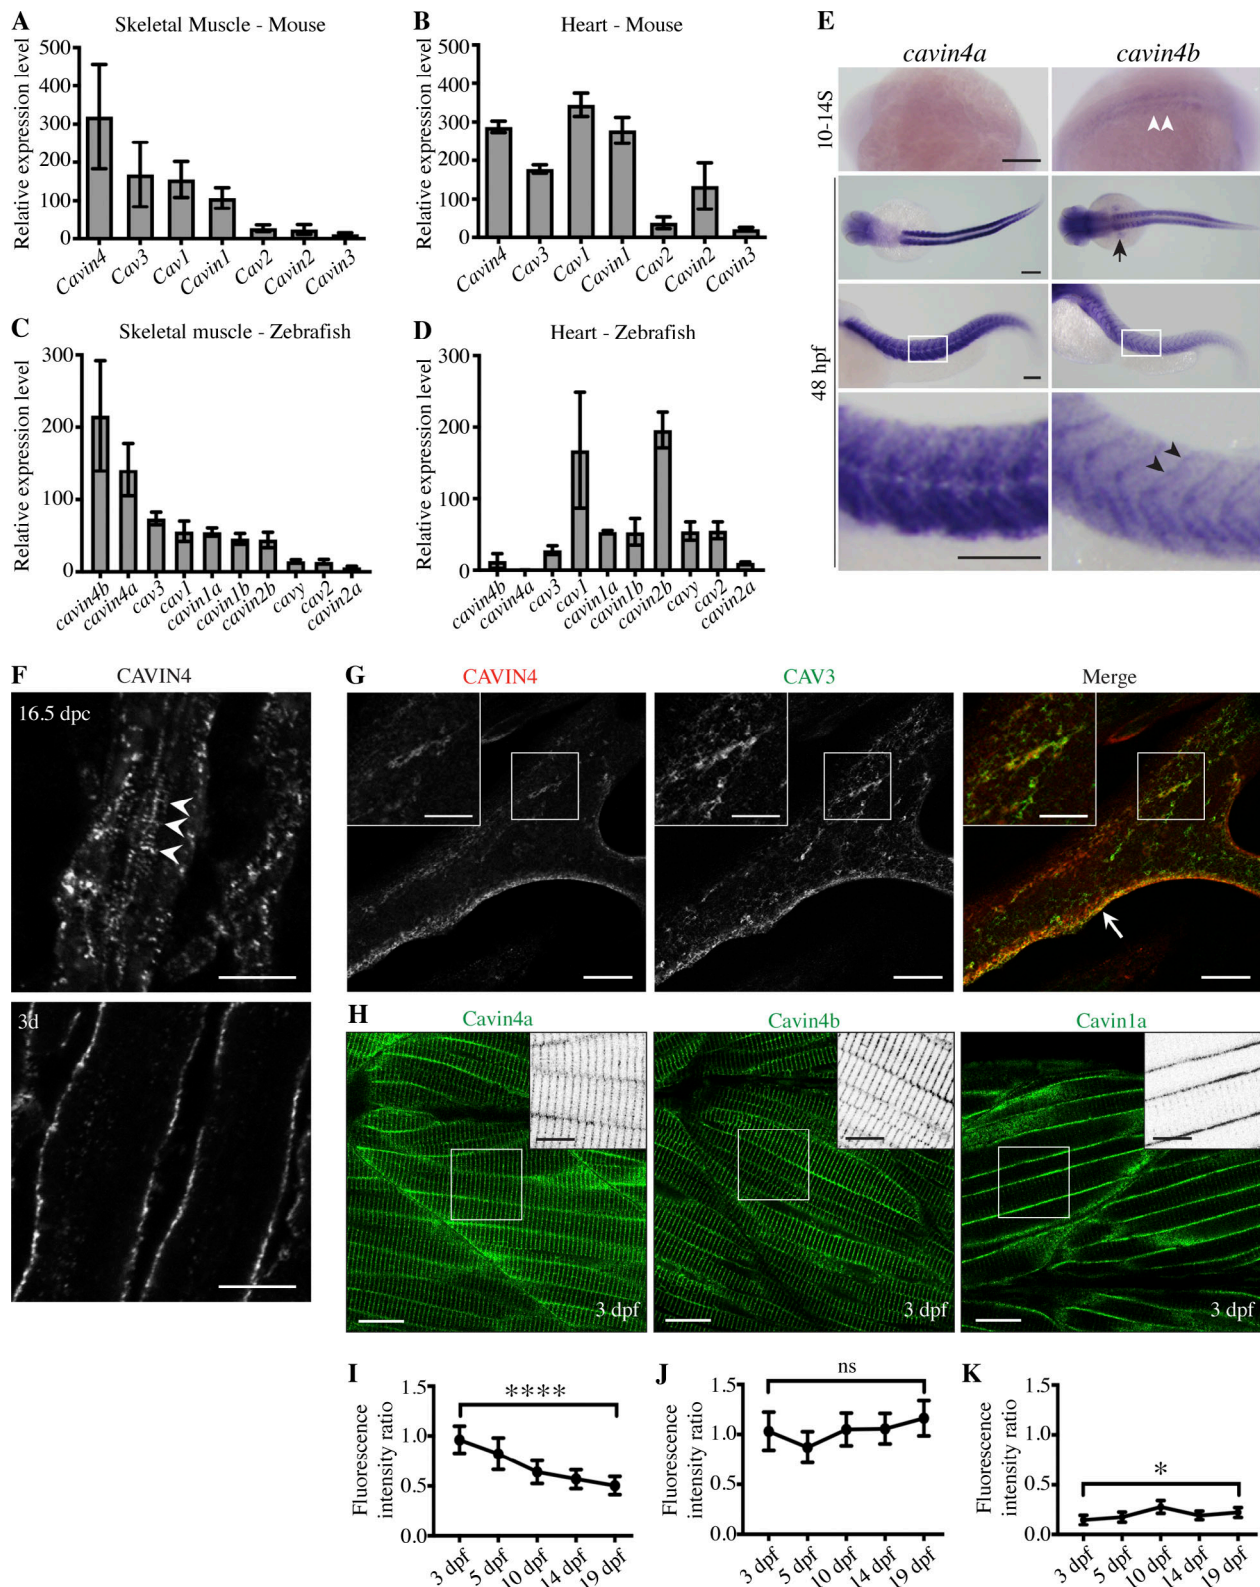 A
Skeletal Muscle - Mouse
Relative expression level
500
400
300
200
100
0
Cavin4
Cav3
Cav1
Cavin1
Cav2
Cavin2
Cavin3
B
Heart - Mouse
Relative expression level
500
400
300
200
100
0
Cavin4
Cav3
Cav1
Cavin1
Cav2
Cavin2
Cavin3
C
Skeletal muscle - Zebrafish
Relative expression level
300
200
100
0
cavin4b
cavin4a
cav3
cav1
cavin1a
cavin1b
cavin2b
cavy
cav2
cavin2a
D
Heart - Zebrafish
Relative expression level
300
200
100
0
cavin4b
cavin4a
cav3
cav1
cavin1a
cavin1b
cavin2b
cavy
cav2
cavin2a
E
cavin4a
cavin4b
10-14S
48 hpf
F
CAVIN4
16.5 dpc
3d
G
CAVIN4
CAV3
Merge
H
Cavin4a
Cavin4b
Cavin1a
3 dpf
3 dpf
3 dpf
I
Fluorescence
intensity ratio
1.5
1.0
0.5
0.0
****
3 dpf
5 dpf
10 dpf
14 dpf
19 dpf
J
Fluorescence
intensity ratio
1.5
1.0
0.5
0.0
ns
3 dpf
5 dpf
10 dpf
14 dpf
19 dpf
K
Fluorescence
intensity ratio
1.5
1.0
0.5
0.0
*
3 dpf
5 dpf
10 dpf
14 dpf
19 dpf